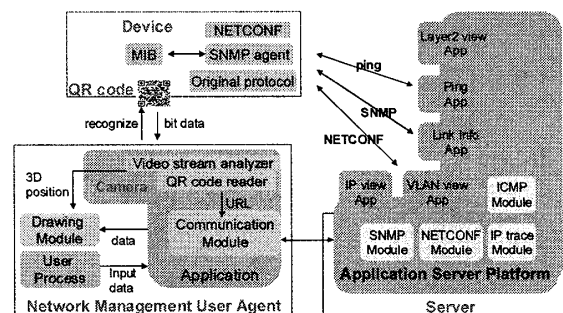 Device
NETCONF
MIB
SNMP agent
Original protocol
QR code
recognize
bit data
ping
SNMP
NETCONF
Layer2 view
App
Ping
App
Link Info
App
IP view
App
VLAN view
App
ICMP
Module
SNMP
Module
NETCONF
Module
IP trace
Module
Application Server Platform
Server
3D
position
Video stream analyzer
Camera
QR code reader
URL
Drawing
Module
data
Communication
Module
User
Process
Input
data
Application
Network Management User Agent